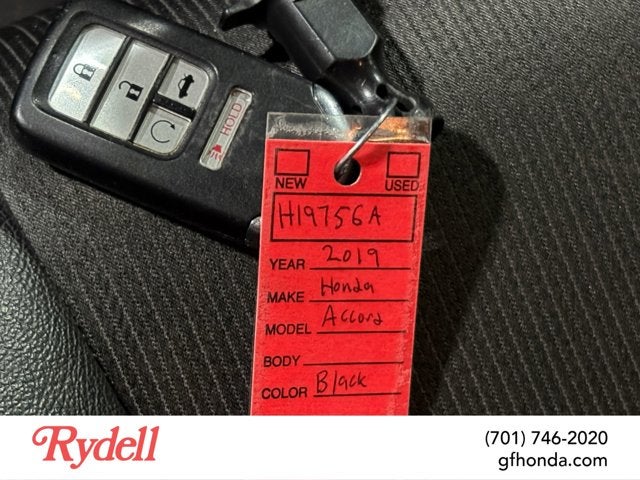 HOLD
NEW USED
H19756A
YEAR 2019
MAKE Honda
MODEL Accord
BODY
COLOR Black
Rydell
(701) 746-2020
gfhonda.com